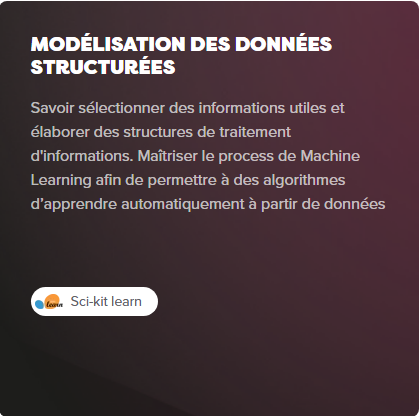 MODÉLISATION DES DONNÉES
STRUCTURÉES
Savoir sélectionner des informations utiles et
élaborer des structures de traitement
d'informations. Maîtriser le process de Machine
Learning afin de permettre à des algorithmes
d'apprendre automatiquement à partir de données
learn Sci-kit learn